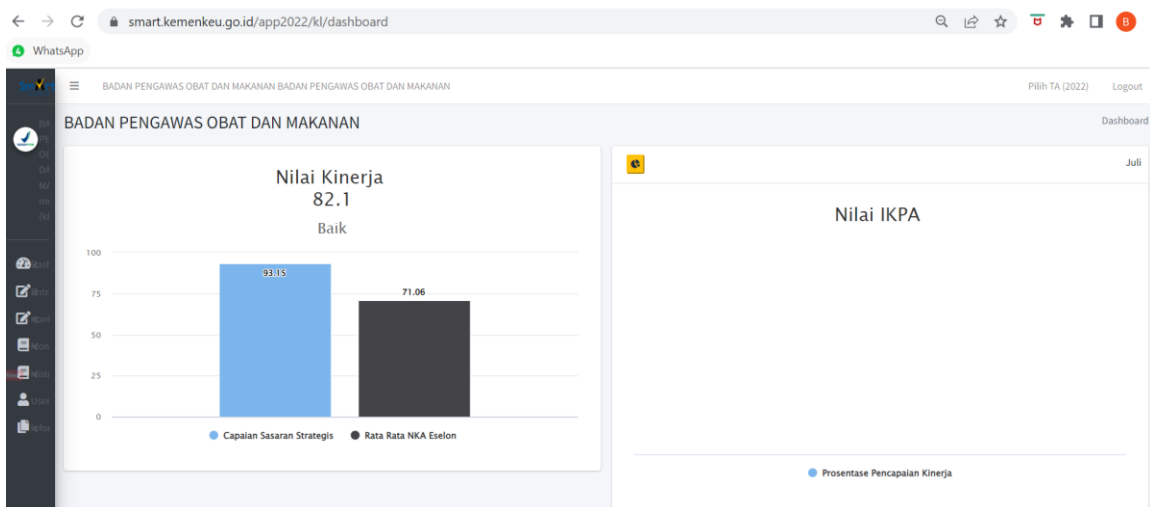 smart.kemenkeu.go.id/app2022/kl/dashboard
B
WhatsApp
BADAN PENGAWAS OBAT DAN MAKANAN BADAN PENGAWAS OBAT DAN MAKANAN
Pilih TA (2022) Logout
BADAN PENGAWAS OBAT DAN MAKANAN
Dashboard
Nilai Kinerja
82.1
Baik
100
75
50
25
0
93.15
71.06
Capaian Sasaran Strategis Rata Rata NKA Eselon
Juli
Nilai IKPA
Prosentase Pencapaian Kinerja